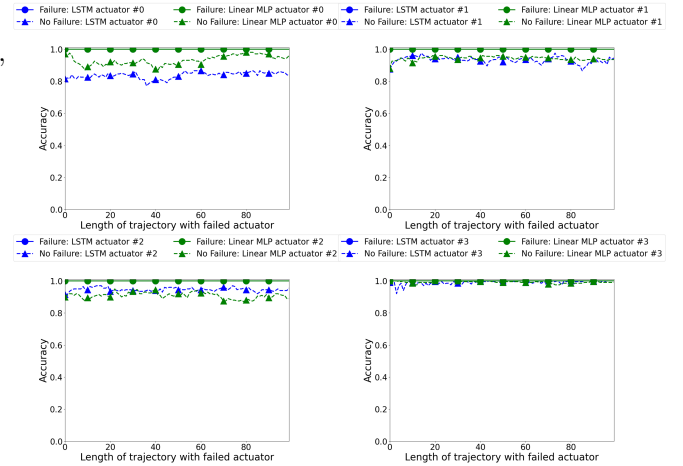 Failure: LSTM actuator #0 Failure: Linear MLP actuator #0 Failure: LSTM actuator #1 Failure: Linear MLP actuator #1
No Failure: LSTM actuator #0 No Failure: Linear MLP actuator #0 No Failure: LSTM actuator #1 No Failure: Linear MLP actuator #1
,
1.0 1.0
0.8 0.8
0.6 0.6
Accuracy Accuracy
0.4 0.4
0.2 0.2
0.0 0.0
0 20 40 60 80 0 20 40 60 80
Length of trajectory with failed actuator Length of trajectory with failed actuator
Failure: LSTM actuator #2 Failure: Linear MLP actuator #2 Failure: LSTM actuator #3 Failure: Linear MLP actuator #3
No Failure: LSTM actuator #2 No Failure: Linear MLP actuator #2 No Failure: LSTM actuator #3 No Failure: Linear MLP actuator #3
1.0 1.0
0.8 0.8
0.6 0.6
Accuracy Accuracy
0.4 0.4
0.2 0.2
0.0 0.0
0 20 40 60 80 0 20 40 60 80
Length of trajectory with failed actuator Length of trajectory with failed actuator